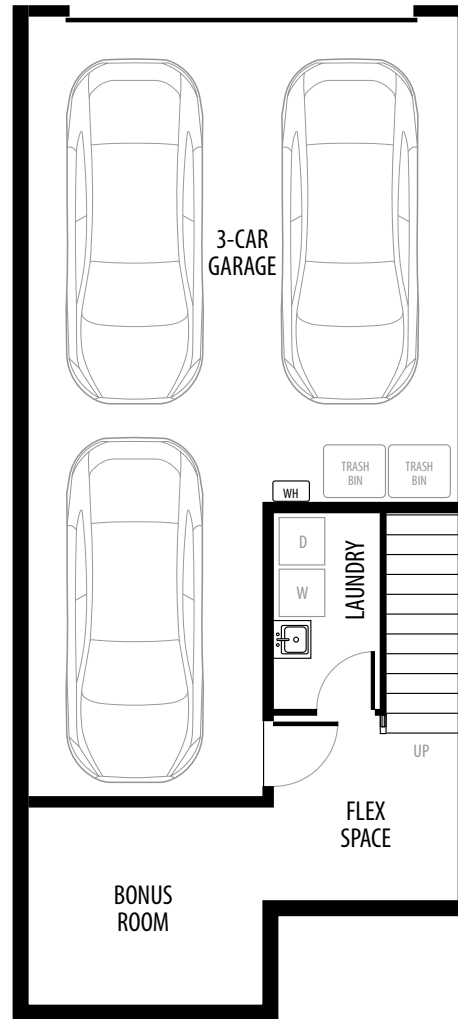 3-CAR
GARAGE
TRASH
BIN
TRASH
BIN
WH
D
W
LAUNDRY
UP
FLEX
SPACE
BONUS
ROOM